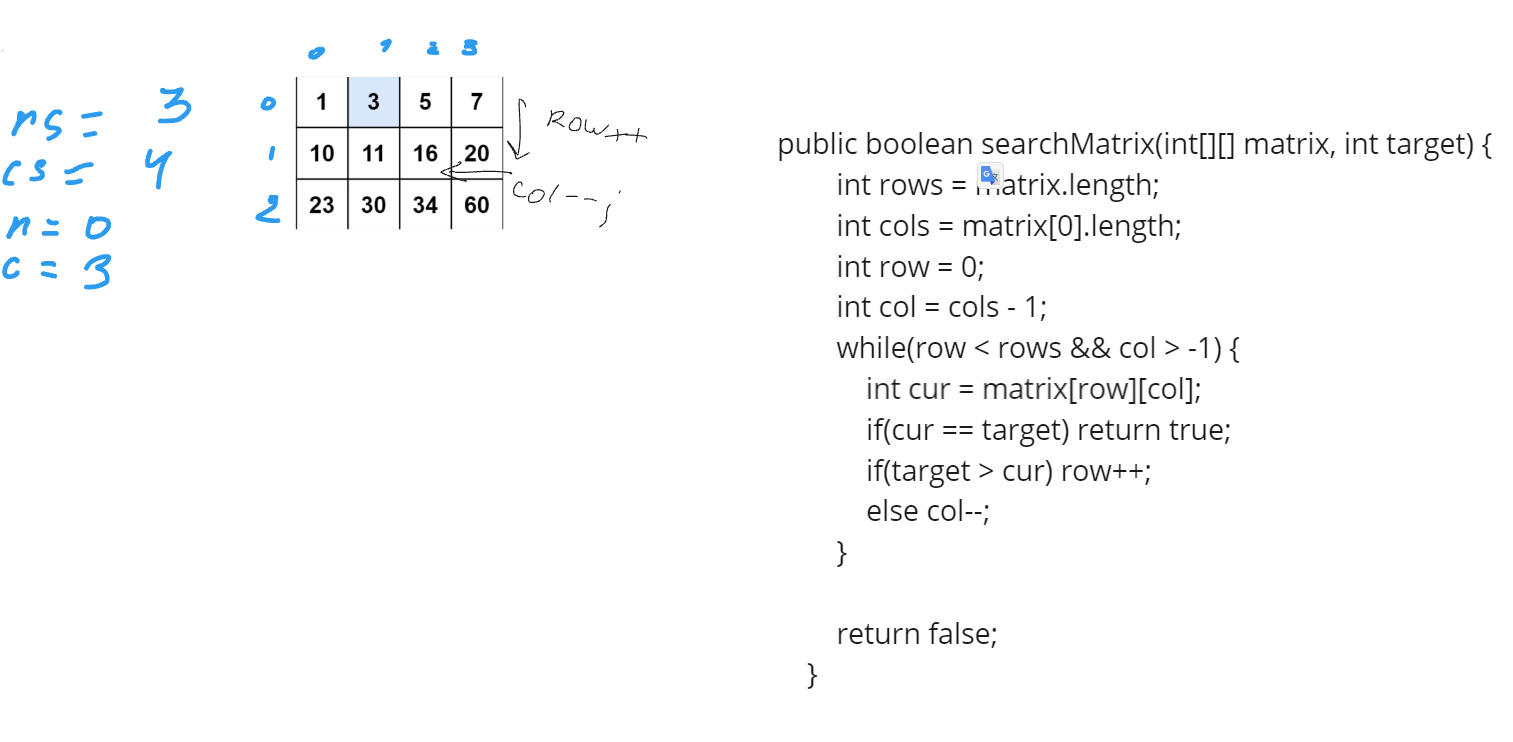 0 1 2 3
rs = 3
cs = 4
r = 0
c = 3
0 1 3 5 7
1 10 11 16 20
2 23 30 34 60
Row++
col--;
public boolean searchMatrix(int[][] matrix, int target) {
int rows = matrix.length;
int cols = matrix[0].length;
int row = 0;
int col = cols - 1;
while(row < rows && col > -1) {
int cur = matrix[row][col];
if(cur == target) return true;
if(target > cur) row++;
else col--;
}
return false;
}